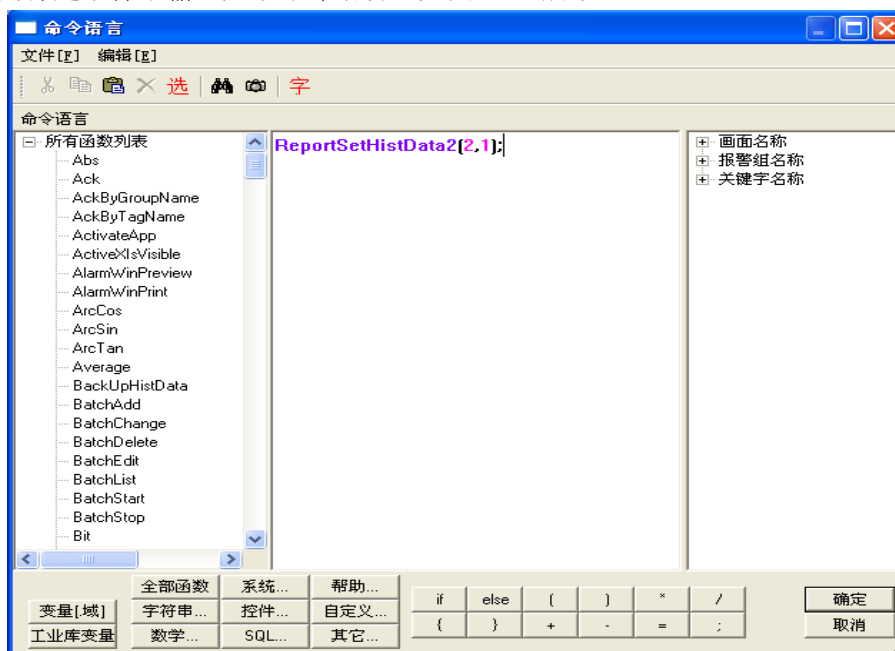 命令语言
文件[F] 编辑[E]
选 字
命令语言
所有函数列表
Abs
Ack
AckByGroupName
AckByTagName
ActivateApp
ActiveXIsVisible
AlarmWinPreview
AlarmWinPrint
ArcCos
ArcSin
ArcTan
Average
BackUpHistData
BatchAdd
BatchChange
BatchDelete
BatchEdit
BatchList
BatchStart
BatchStop
Bit
ReportSetHistData2(2,1);
画面名称
报警组名称
关键字名称
全部函数 系统... 帮助...
变量[.域] 字符串... 控件... 自定义...
工业库变量 数学... SQL... 其它...
if else ( ) * /
{ } + - = ;
确定
取消